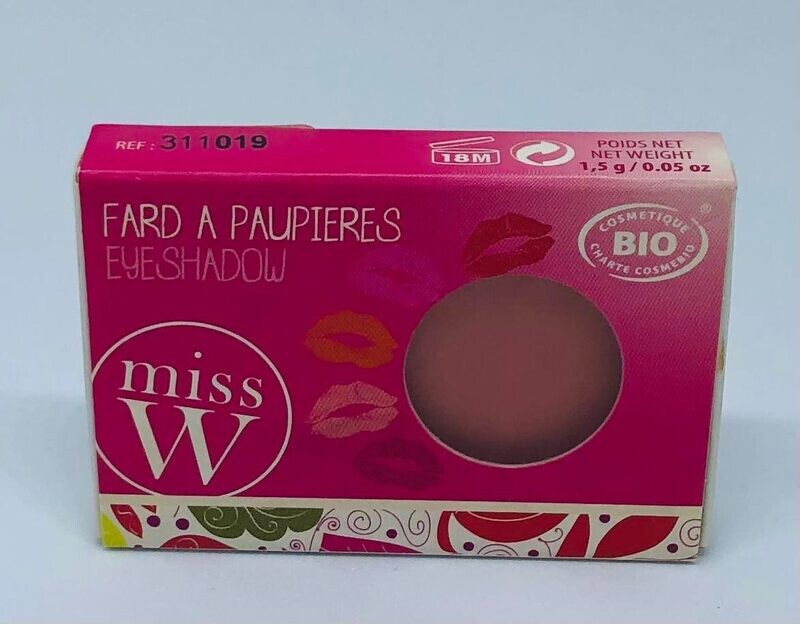 REF : 311019
18M
POIDS NET
NET WEIGHT
1,5 g / 0.05 oz
FARD A PAUPIERES
EYESHADOW
COSMETIQUE
BIO
CHARTE COSMEBIO
®
miss
W